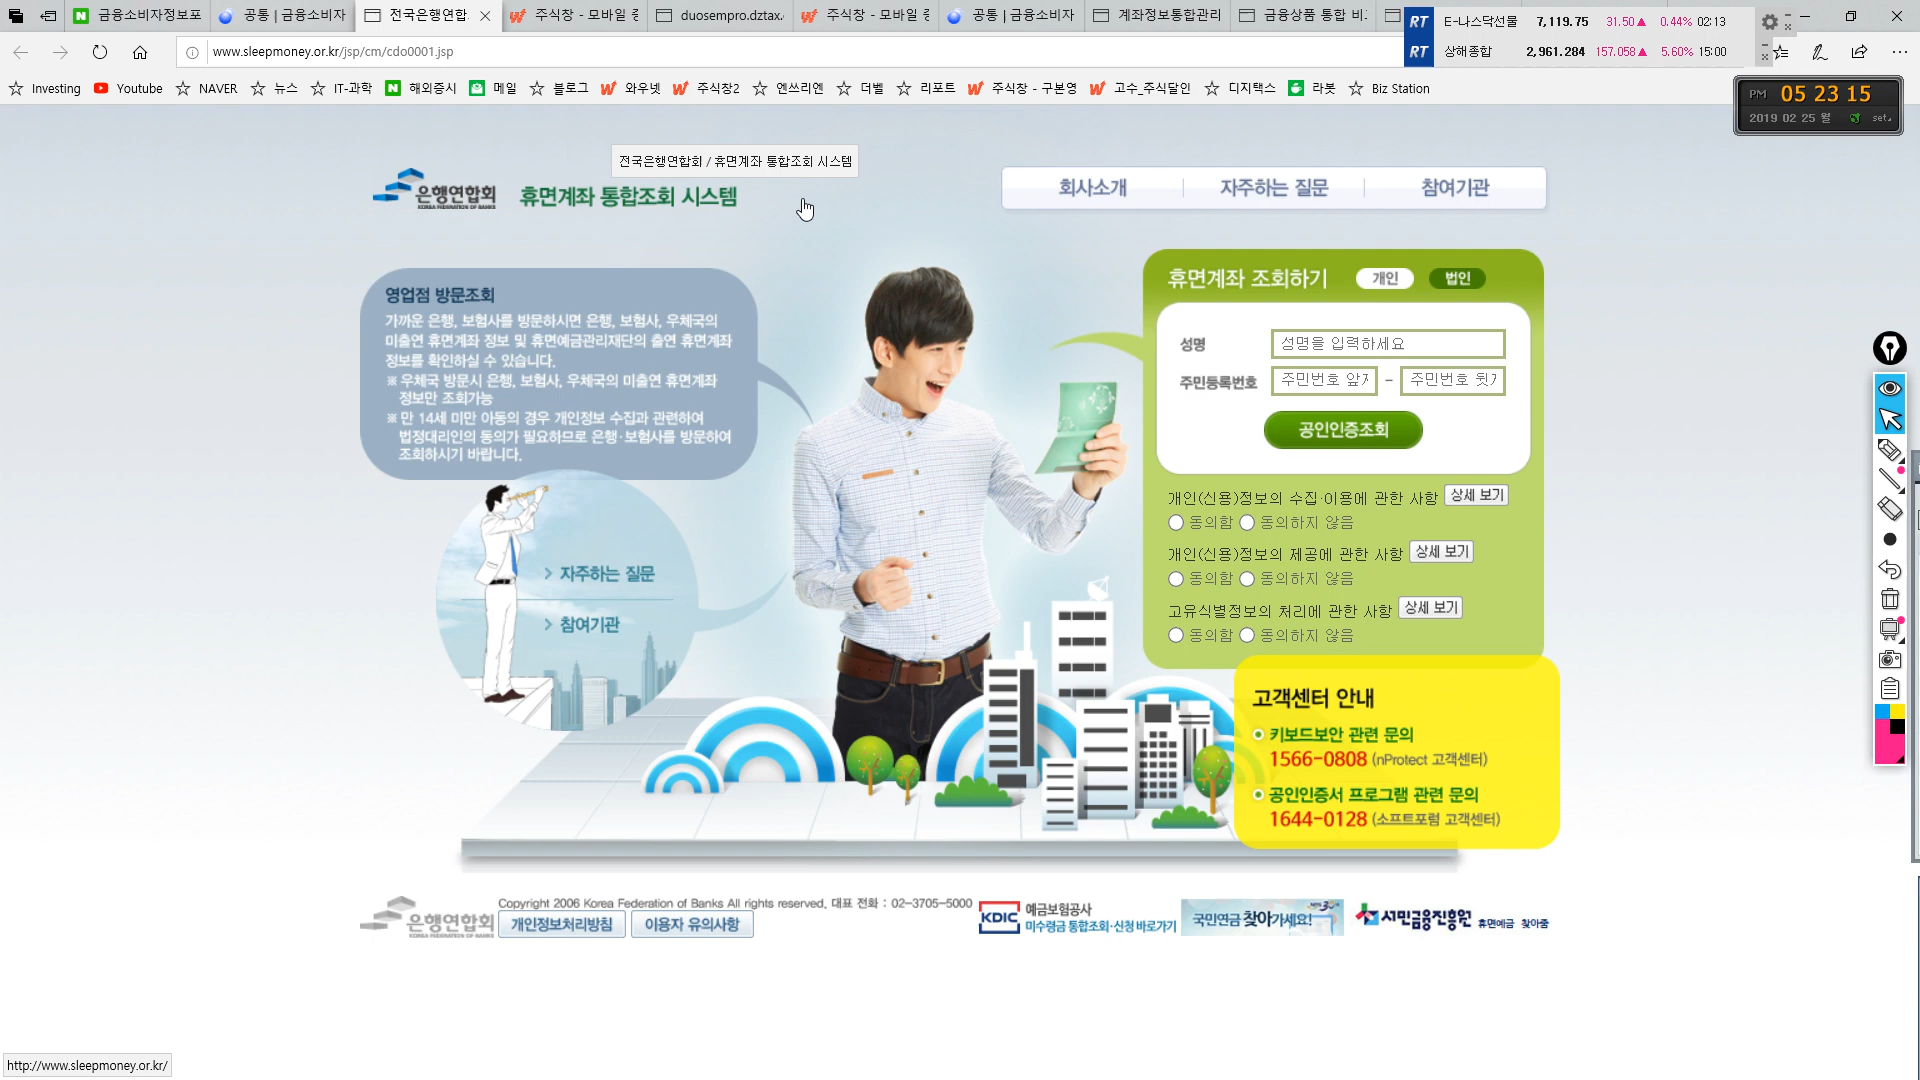 금융소비자정보포
공통 | 금융소비자
전국은행연합
주식창 - 모바일 증
duosempro.dztax.
주식창 - 모바일 증
공통 | 금융소비자
계좌정보통합관리
금융상품 통합 비
RT E-나스닥선물 7,119.75 31.50▲ 0.44% 02:13
RT 상해종합 2,961.284 157.058▲ 5.60% 15:00
www.sleepmoney.or.kr/jsp/cm/cdo0001.jsp
Investing Youtube NAVER 뉴스 IT-과학 해외증시 메일 블로그 와우넷 주식창2 엔쓰리엔 더벨 리포트 주식창 - 구본영 고수_주식달인 디지택스 라봇 Biz Station
PM 05 23 15
2019 02 25 월 set
전국은행연합회 / 휴면계좌 통합조회 시스템
은행연합회
KOREA FEDERATION OF BANKS
휴면계좌 통합조회 시스템
회사소개 자주하는 질문 참여기관
영업점 방문조회
가까운 은행, 보험사를 방문하시면 은행, 보험사, 우체국의
미출연 휴면계좌 정보 및 휴면예금관리재단의 출연 휴면계좌
정보를 확인하실 수 있습니다.
※ 우체국 방문시 은행, 보험사, 우체국의 미출연 휴면계좌
정보만 조회가능
※ 만 14세 미만 아동의 경우 개인정보 수집과 관련하여
법정대리인의 동의가 필요하므로 은행·보험사를 방문하여
조회하시기 바랍니다.
> 자주하는 질문
> 참여기관
휴면계좌 조회하기 개인 법인
성명 성명을 입력하세요
주민등록번호 주민번호 앞 - 주민번호 뒷
공인인증조회
개인(신용)정보의 수집·이용에 관한 사항 상세 보기
동의함 동의하지 않음
개인(신용)정보의 제공에 관한 사항 상세 보기
동의함 동의하지 않음
고유식별정보의 처리에 관한 사항 상세 보기
동의함 동의하지 않음
고객센터 안내
키보드보안 관련 문의
1566-0808 (nProtect 고객센터)
공인인증서 프로그램 관련 문의
1644-0128 (소프트포럼 고객센터)
은행연합회
KOREA FEDERATION OF BANKS
Copyright 2006 Korea Federation of Banks All rights reserved, 대표 전화 : 02-3705-5000
개인정보처리방침 이용자 유의사항
KDIC 예금보험공사
미수령금 통합조회·신청 바로가기
국민연금 찾아가세요!
서민금융진흥원 휴면예금 찾아줌
http://www.sleepmoney.or.kr/